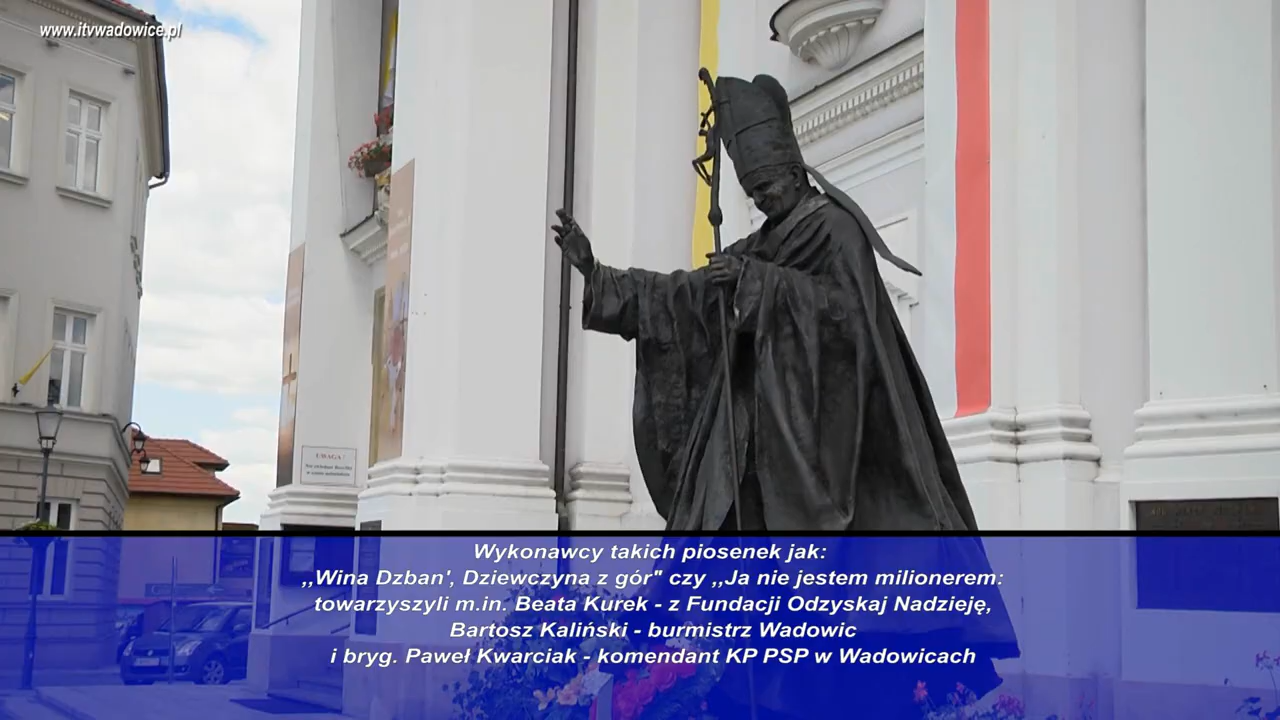 www.itvwadowice.pl
UWAGA !
Wykonawcy takich piosenek jak:
,,Wina Dzban', Dziewczyna z gór" czy ,,Ja nie jestem milionerem:
towarzyszyli m.in. Beata Kurek - z Fundacji Odzyskaj Nadzieję,
Bartosz Kaliński - burmistrz Wadowic
i bryg. Paweł Kwarciak - komendant KP PSP w Wadowicach